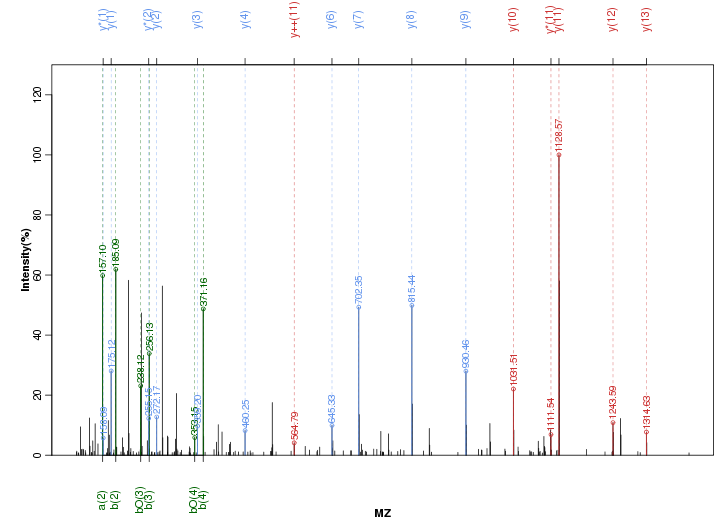 y*(1)
y(1)
y*(2)
y(2)
y(3)
y(4)
y++(11)
y(6)
y(7)
y(8)
y(9)
y(10)
y*(11)
y(11)
y(12)
y(13)
Intensity(%)
120
100
80
60
40
20
0
157.10
175.12
185.09
238.12
256.13
272.17
371.16
460.25
564.79
645.33
702.35
815.44
930.46
1031.51
1111.54
1128.57
1243.59
1314.63
a(2)
b(2)
bO(3)
b(3)
bO(4)
b(4)
MZ